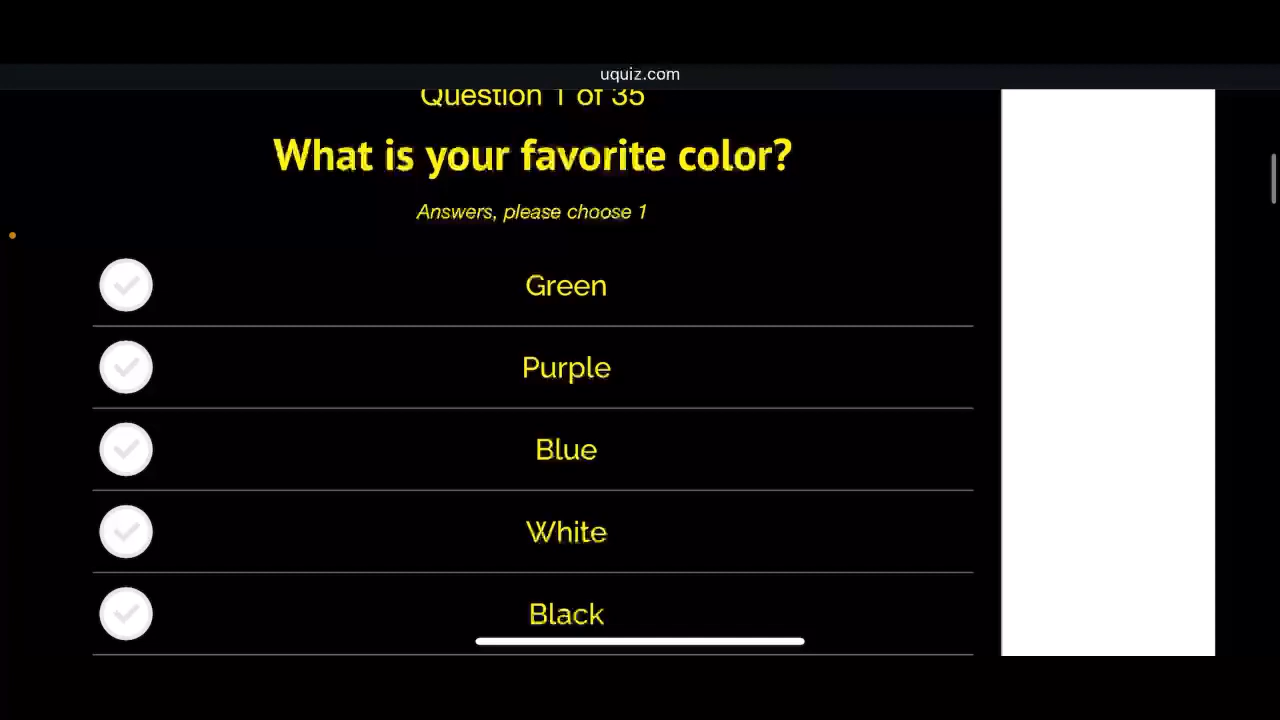 uquiz.com
Question 1 of 35
What is your favorite color?
Answers, please choose 1
Green
Purple
Blue
White
Black